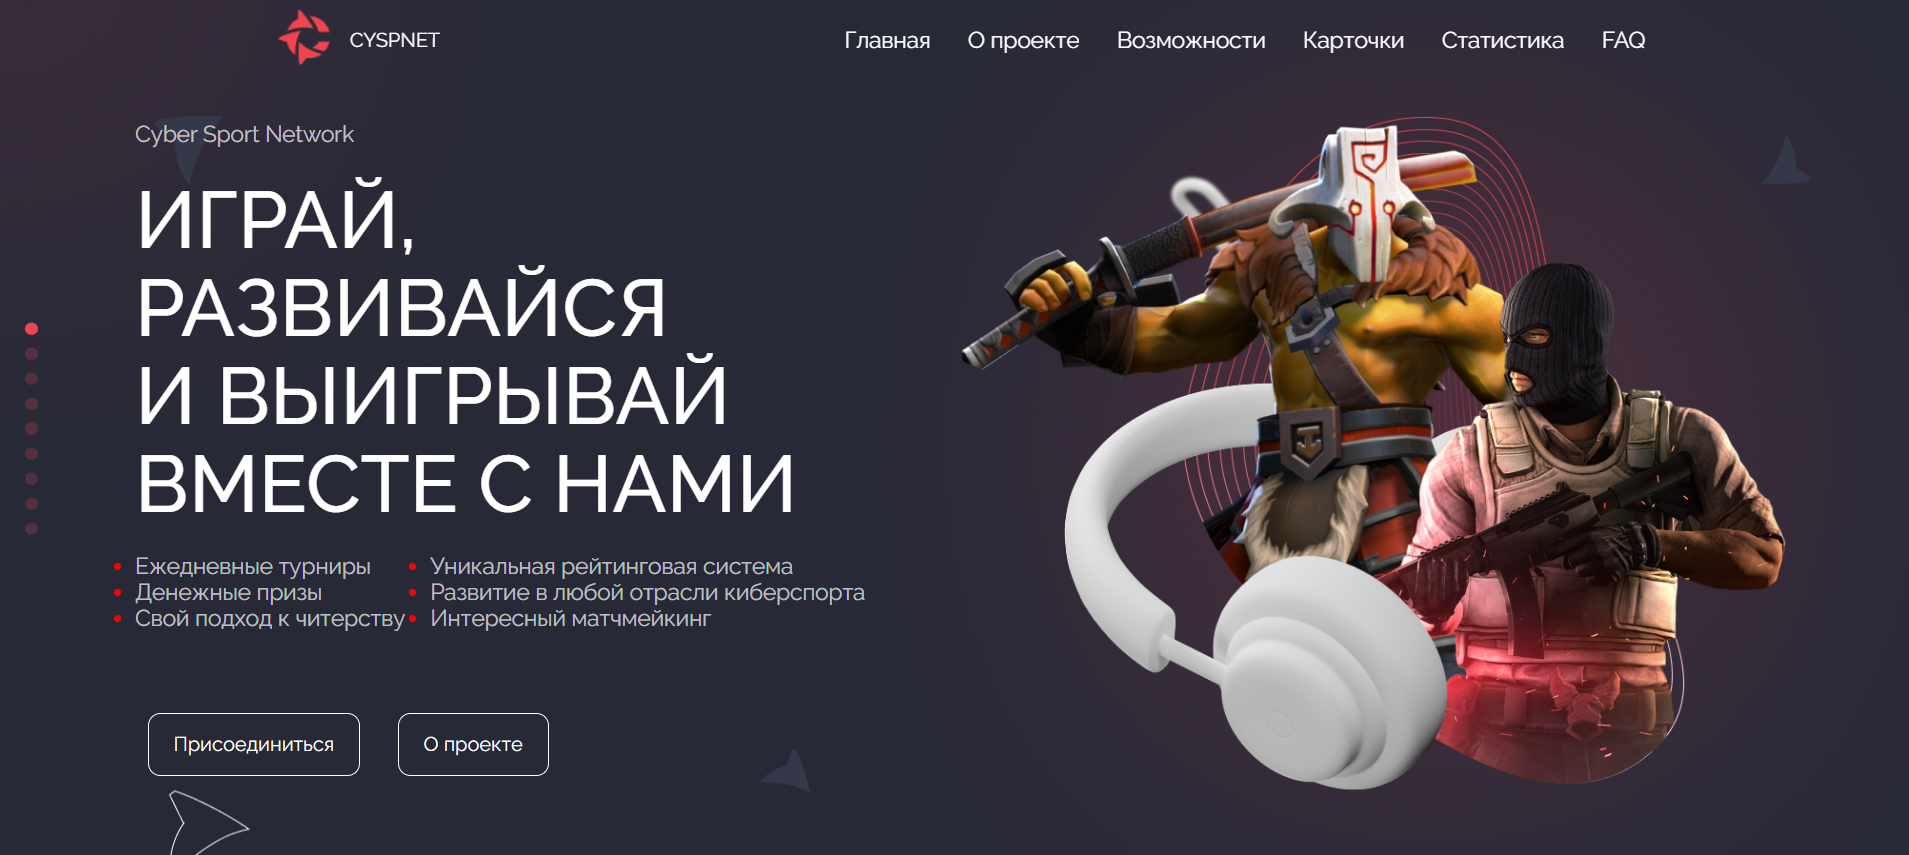 CYSPNET
Главная О проекте Возможности Карточки Статистика FAQ
Cyber Sport Network
ИГРАЙ,
РАЗВИВАЙСЯ
И ВЫИГРЫВАЙ
ВМЕСТЕ С НАМИ
Ежедневные турниры
Денежные призы
Свой подход к читерству
Уникальная рейтинговая система
Развитие в любой отрасли киберспорта
Интересный матчмейкинг
Присоединиться
О проекте